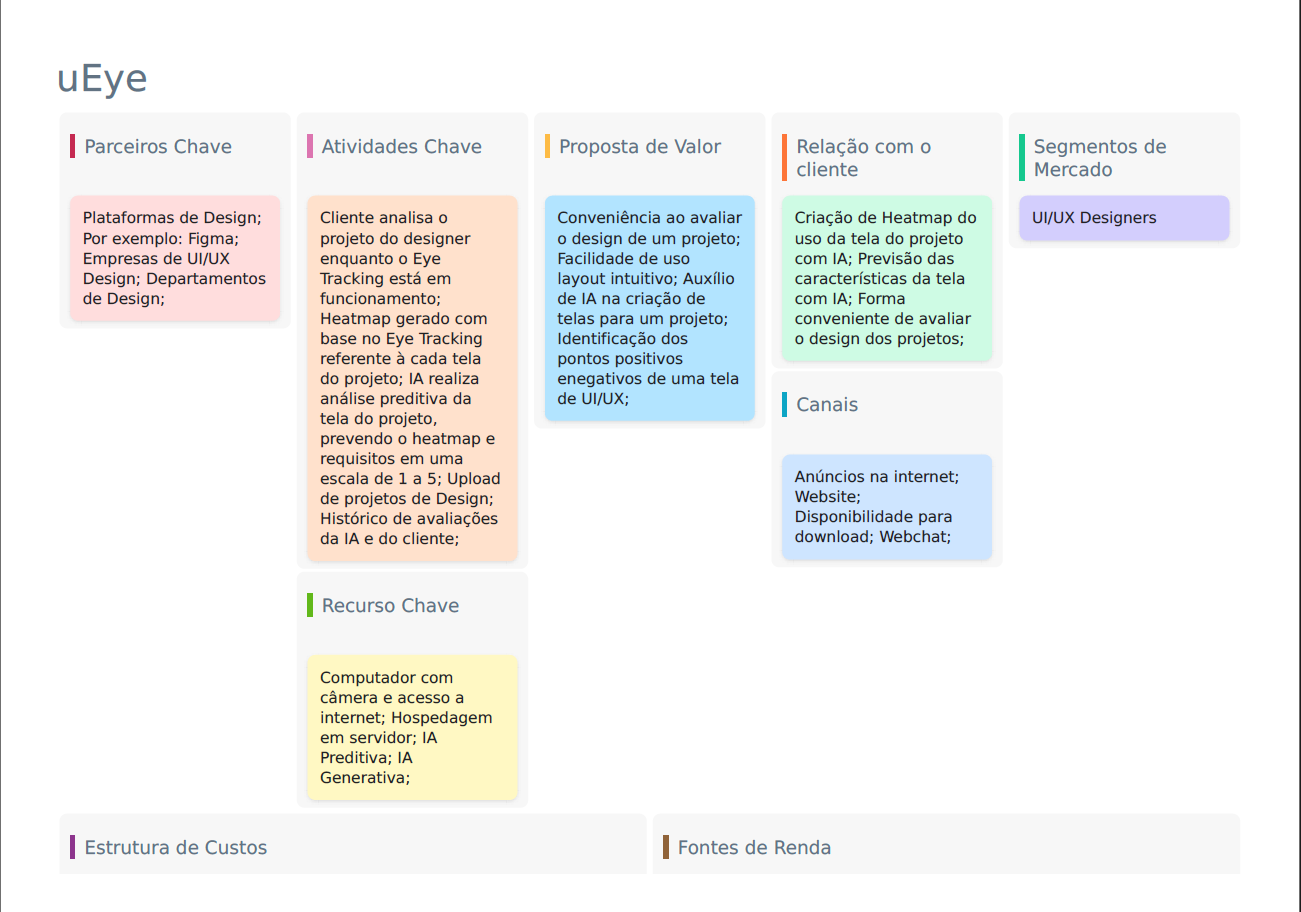 uEye
Parceiros Chave
Plataformas de Design;
Por exemplo: Figma;
Empresas de UI/UX
Design; Departamentos
de Design;
Atividades Chave
Cliente analisa o
projeto do designer
enquanto o Eye
Tracking está em
funcionamento;
Heatmap gerado com
base no Eye Tracking
referente à cada tela
do projeto; IA realiza
análise preditiva da
tela do projeto,
prevendo o heatmap e
requisitos em uma
escala de 1 a 5; Upload
de projetos de Design;
Histórico de avaliações
da IA e do cliente;
Recurso Chave
Computador com
câmera e acesso a
internet; Hospedagem
em servidor; IA
Preditiva; IA
Generativa;
Proposta de Valor
Conveniência ao avaliar
o design de um projeto;
Facilidade de uso
layout intuitivo; Auxílio
de IA na criação de
telas para um projeto;
Identificação dos
pontos positivos
enegativos de uma tela
de UI/UX;
Relação com o
cliente
Criação de Heatmap do
uso da tela do projeto
com IA; Previsão das
características da tela
com IA; Forma
conveniente de avaliar
o design dos projetos;
Canais
Anúncios na internet;
Website;
Disponibilidade para
download; Webchat;
Segmentos de
Mercado
UI/UX Designers
Estrutura de Custos
Fontes de Renda